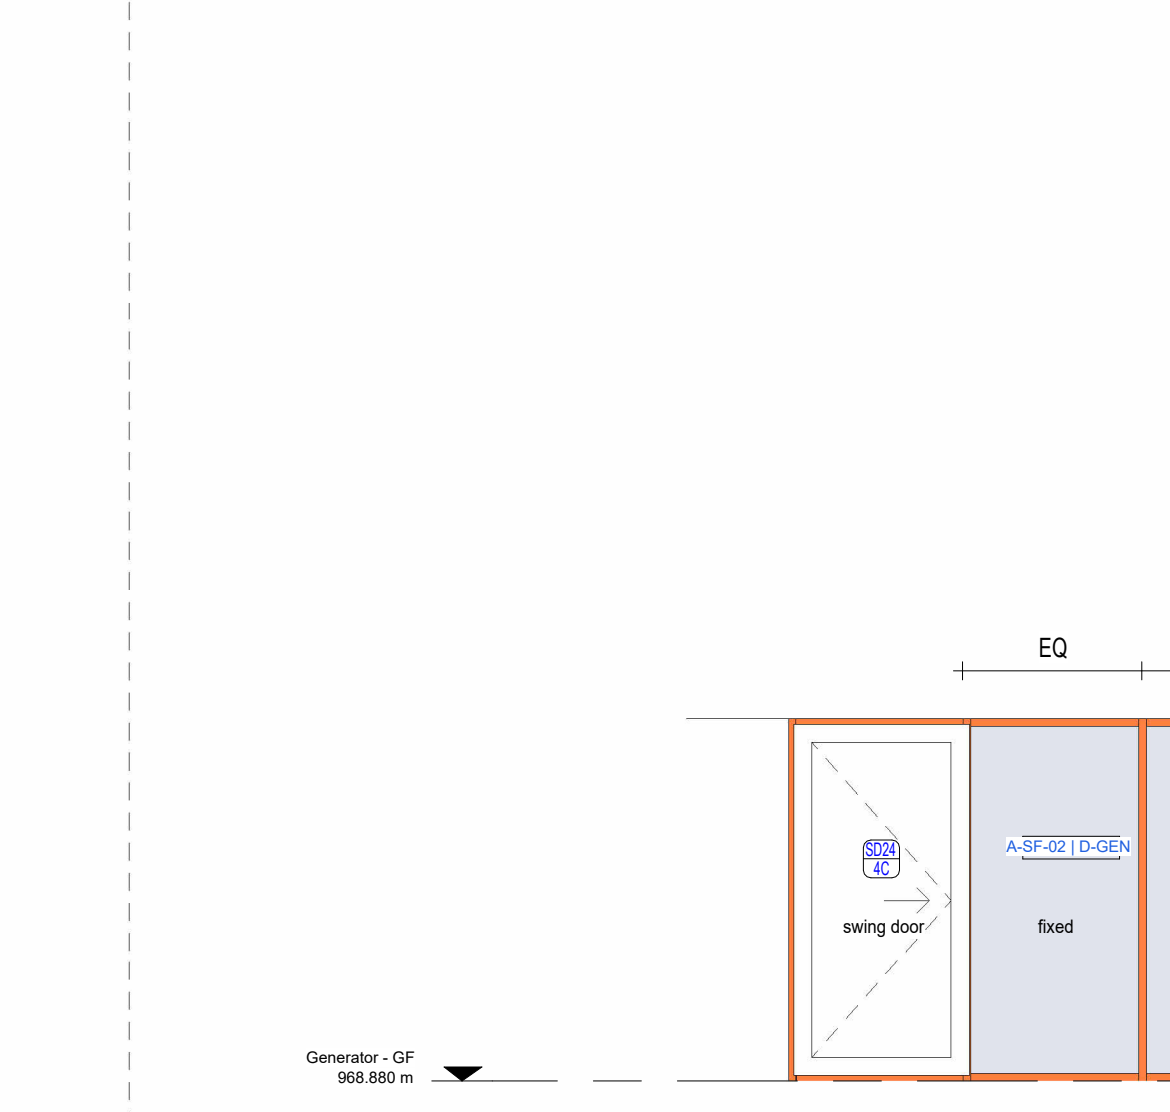 EQ
SD24
4C
A-SF-02 | D-GEN
swing door
fixed
Generator - GF
968.880 m